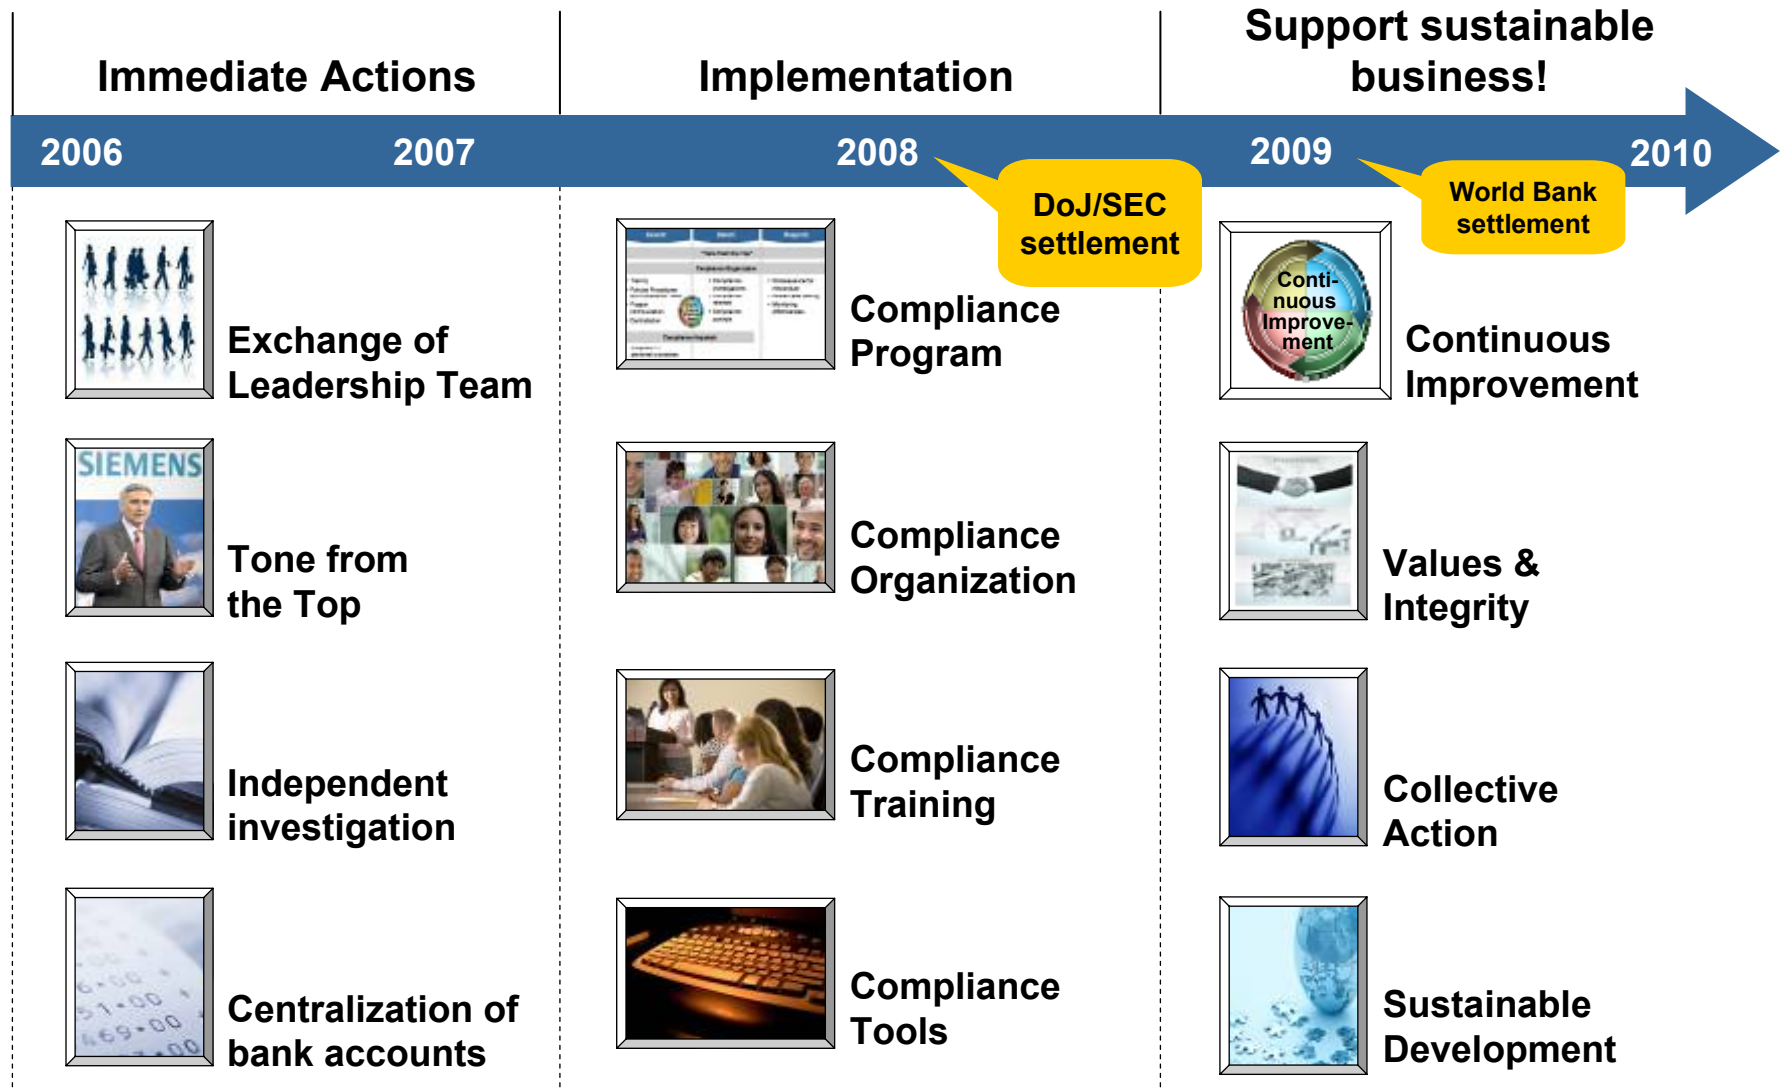 Immediate Actions
Implementation
Support sustainable
business!
2006
2007
2008
2009
2010
DoJ/SEC
settlement
World Bank
settlement
Exchange of
Leadership Team
SIEMENS
Tone from
the Top
Independent
investigation
Centralization of
bank accounts
Compliance
Program
Compliance
Organization
Compliance
Training
Compliance
Tools
Conti-
nuous
Improve-
ment
Continuous
Improvement
Values &
Integrity
Collective
Action
Sustainable
Development